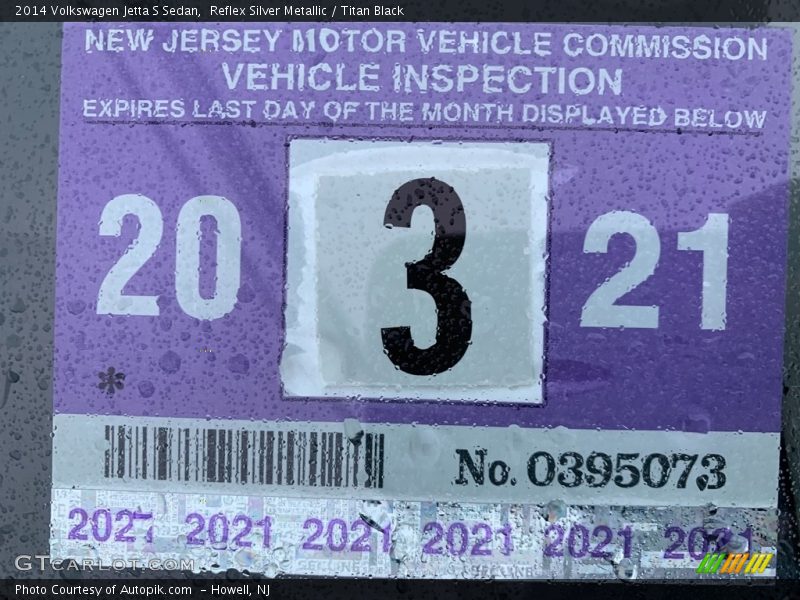 2014 Volkswagen Jetta S Sedan,  Reflex Silver Metallic / Titan Black
NEW JERSEY MOTOR VEHICLE COMMISSION
VEHICLE INSPECTION
EXPIRES LAST DAY OF THE MONTH DISPLAYED BELOW
20 3 21
*
No. 0395073
2021 2021 2021 2021 2021 2021
GTCARLOT.COM
Photo Courtesy of Autopik.com  - Howell, NJ